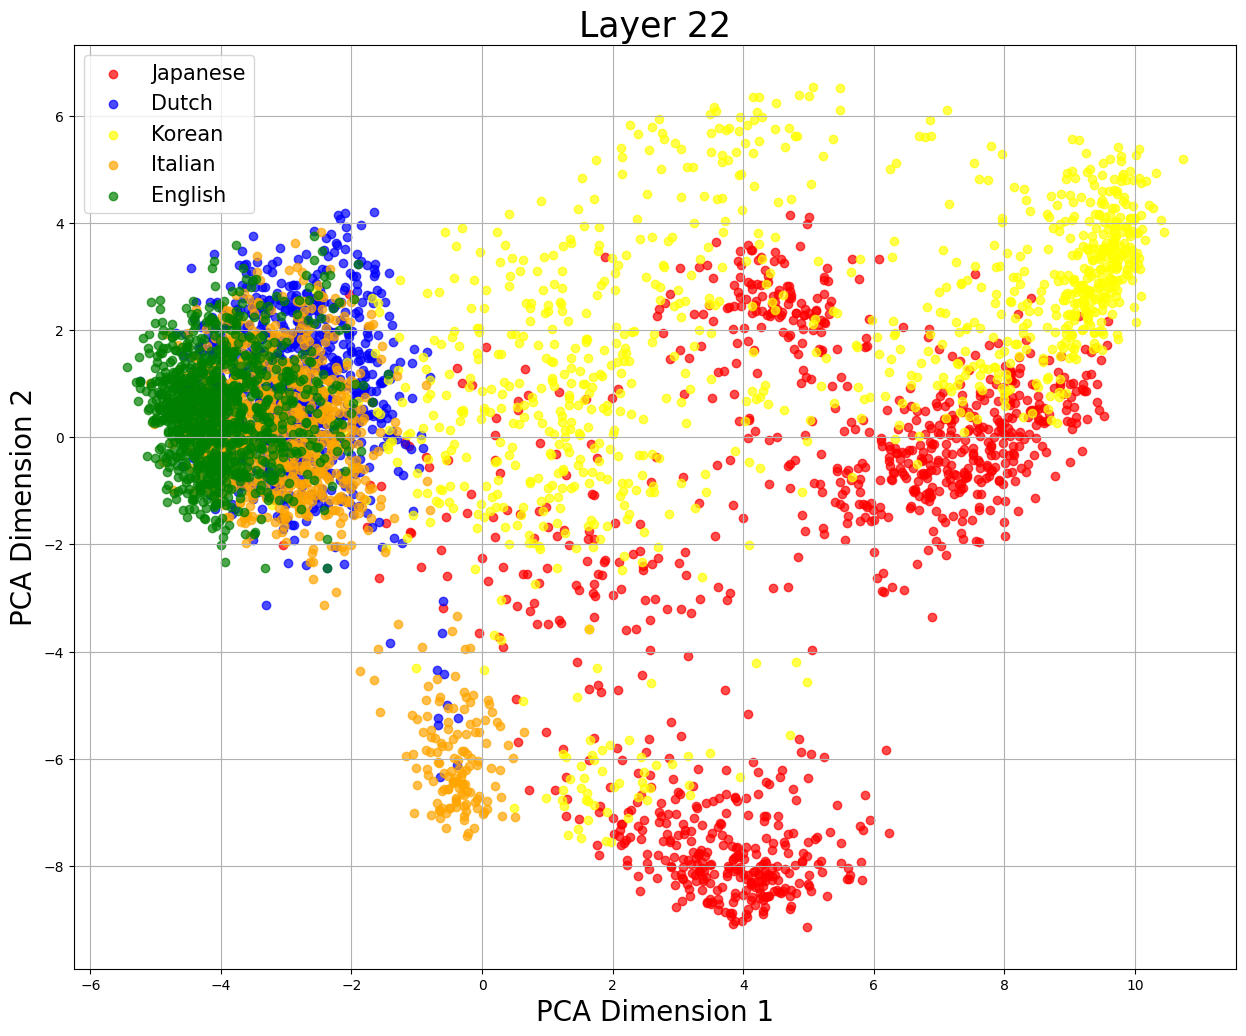 Layer 22
Japanese
Dutch
Korean
Italian
English
6
4
2
0
−2
−4
−6
−8
PCA Dimension 2
−6 −4 −2 0 2 4 6 8 10
PCA Dimension 1